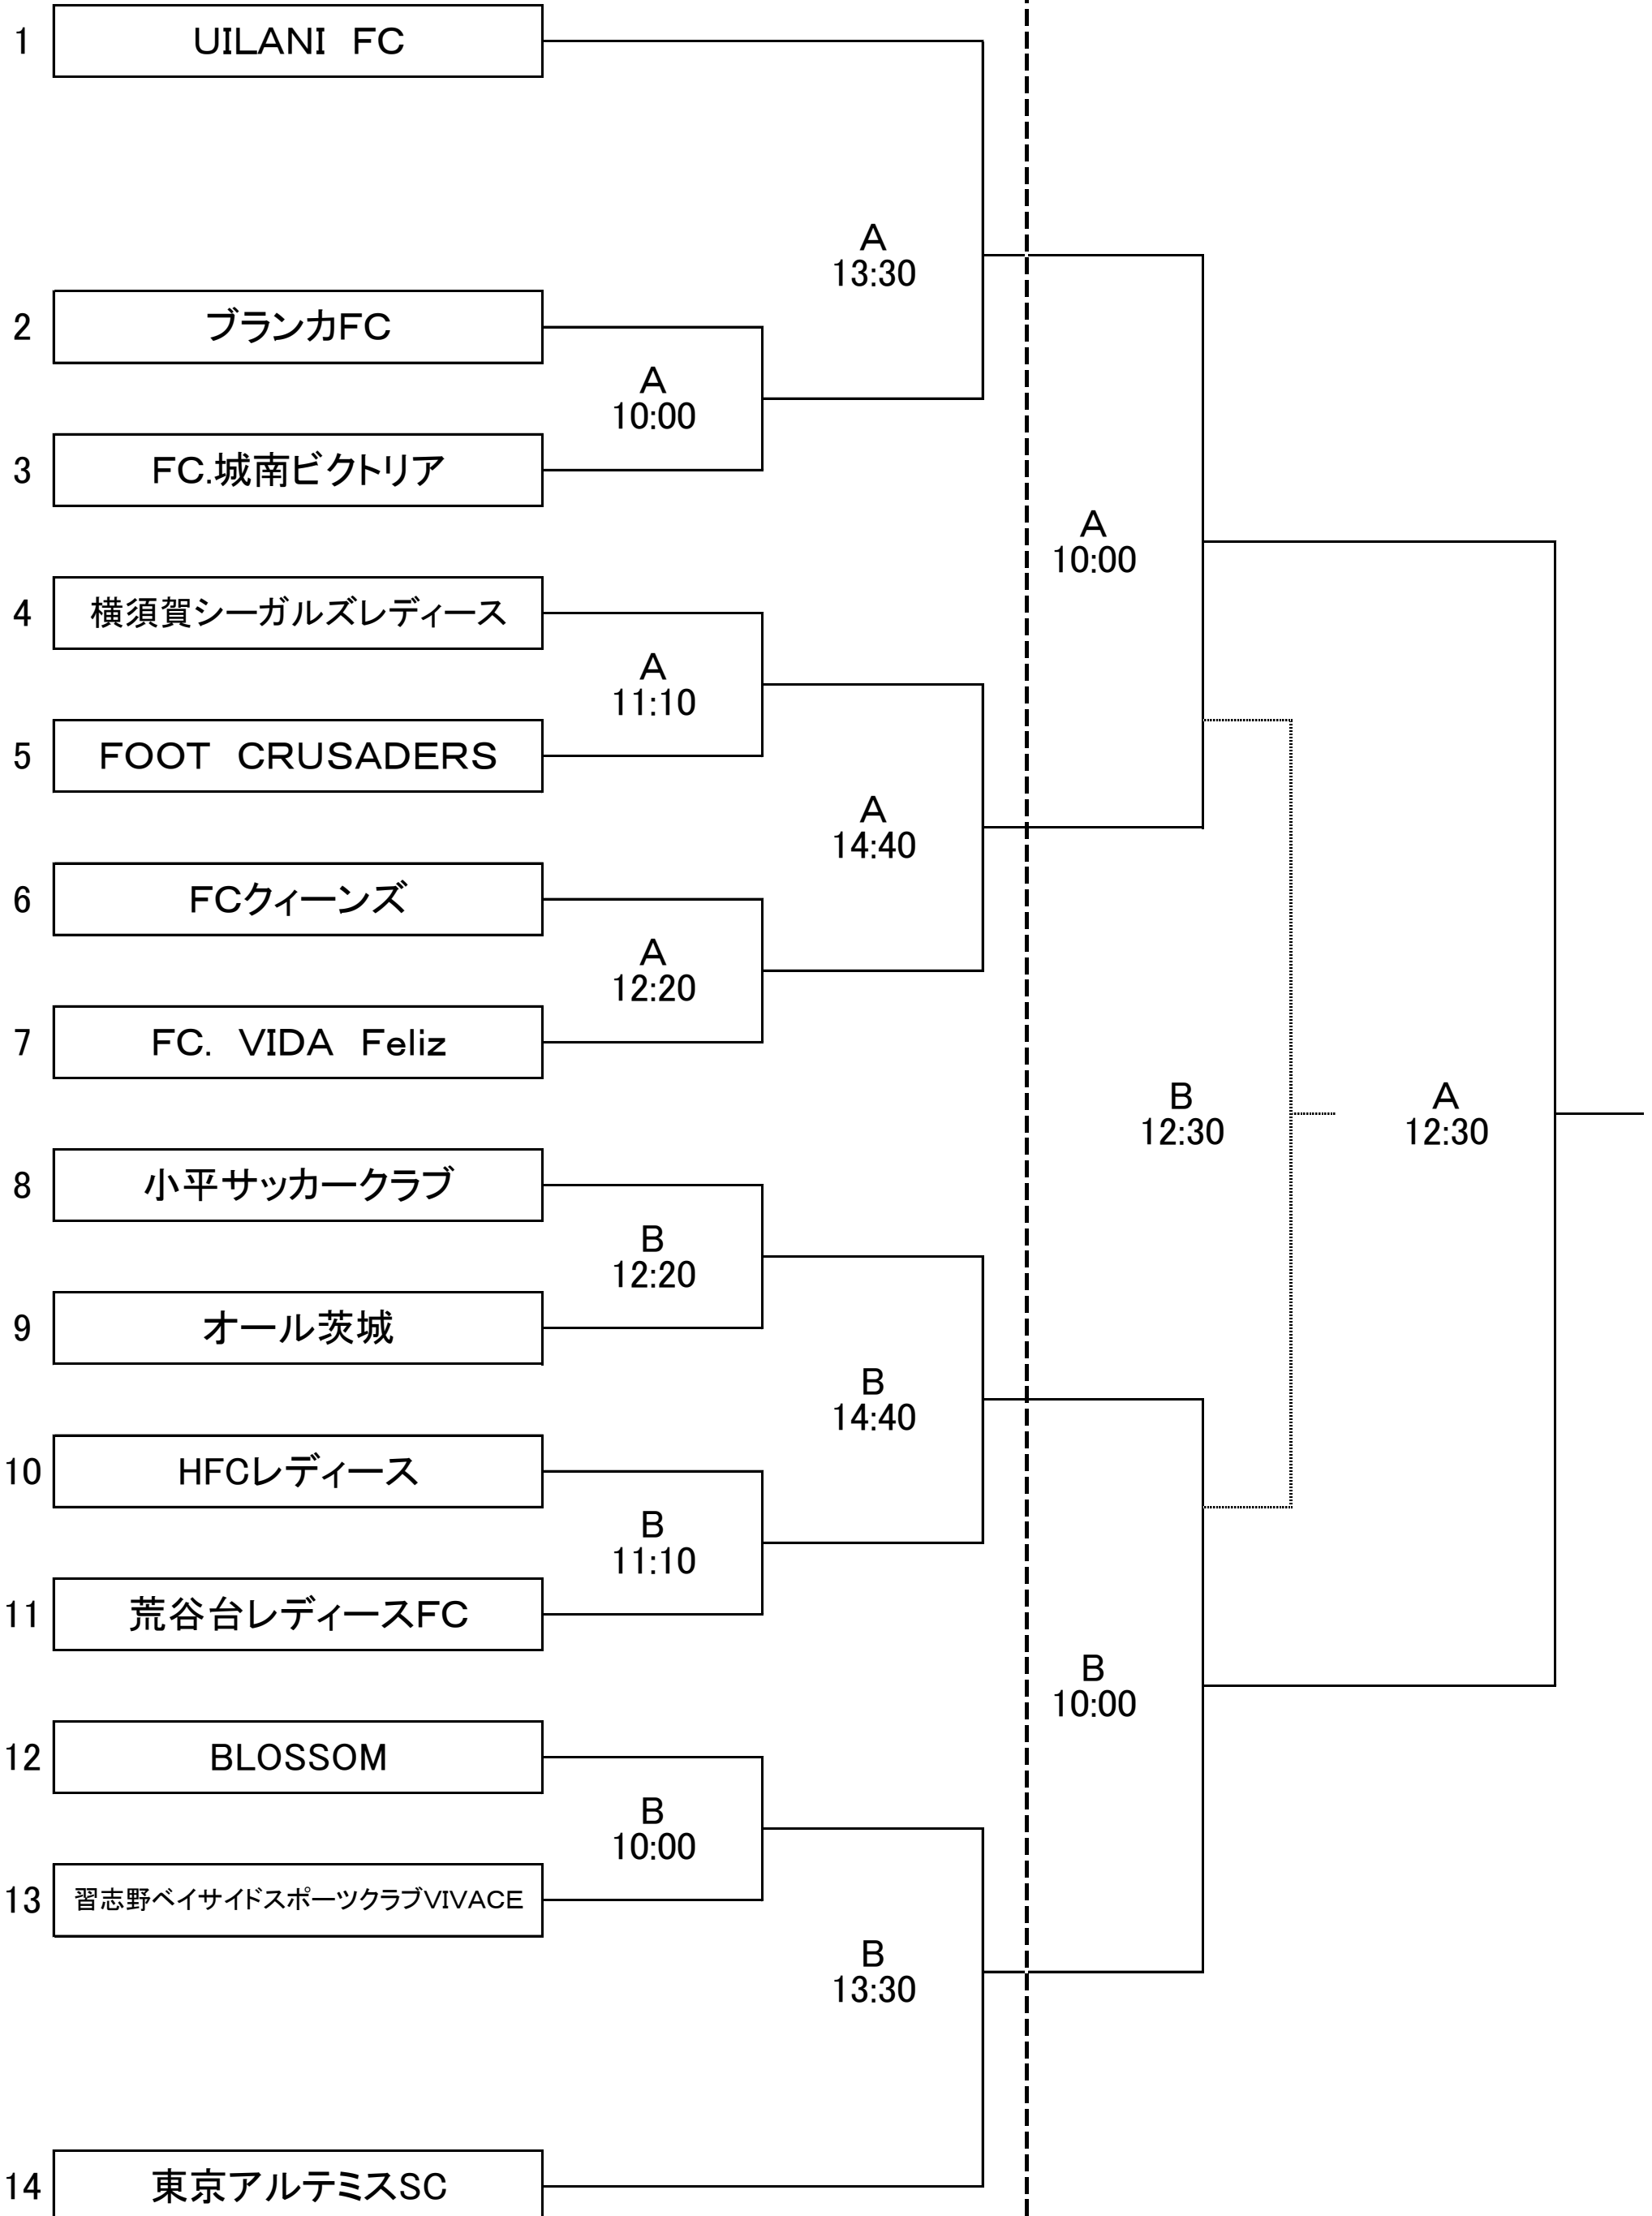 1 UILANI　FC
A
13:30
2 ブランカFC
A
10:00
3 FC.城南ビクトリア
A
10:00
4 横須賀シーガルズレディース
A
11:10
5 FOOT　CRUSADERS
A
14:40
6 FCクィーンズ
A
12:20
7 FC.　VIDA　Feliz
B
12:30
A
12:30
8 小平サッカークラブ
B
12:20
9 オール茨城
B
14:40
10 HFCレディース
B
11:10
11 荒谷台レディースFC
B
10:00
12 BLOSSOM
B
10:00
13 習志野ベイサイドスポーツクラブVIVACE
B
13:30
14 東京アルテミスSC